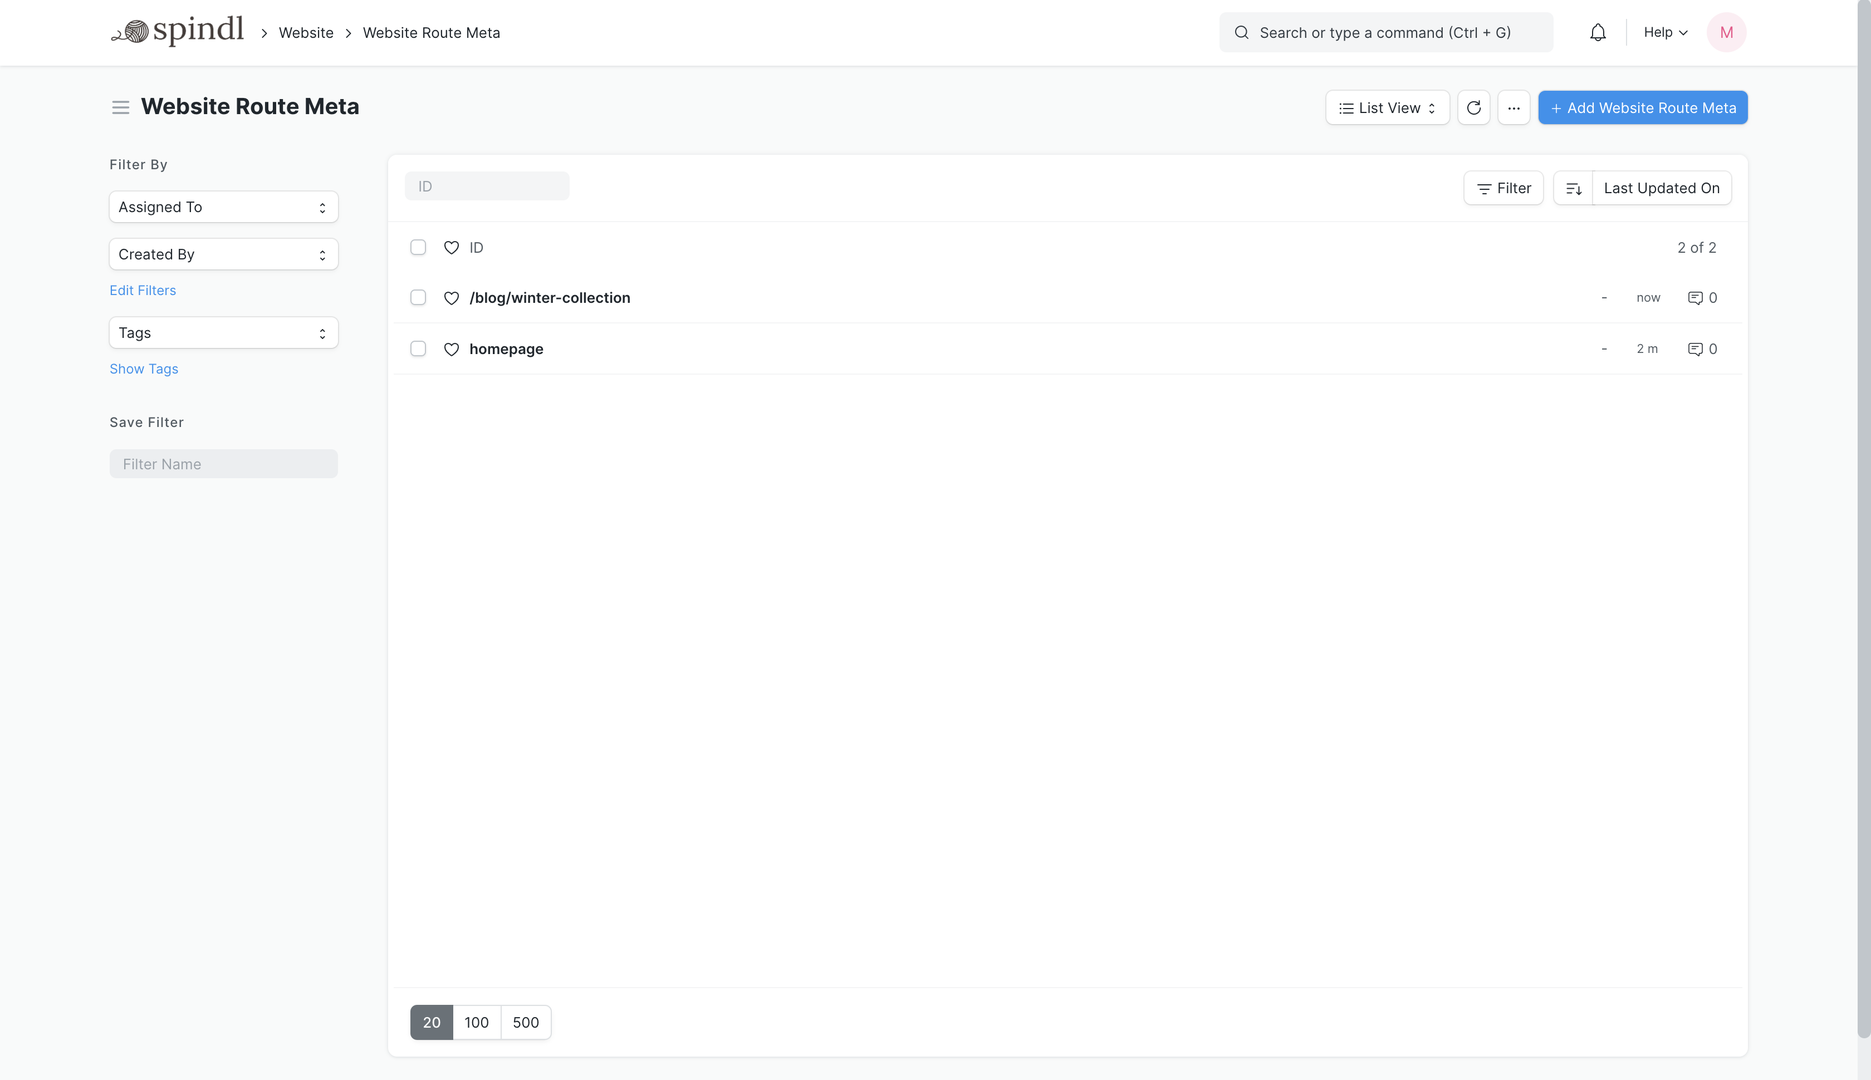 spindl
Website
Website Route Meta
Search or type a command (Ctrl + G)
Help
M
Website Route Meta
List View
+ Add Website Route Meta
Filter By
Assigned To
Created By
Edit Filters
Tags
Show Tags
Save Filter
Filter Name
ID
Filter
Last Updated On
ID
2 of 2
/blog/winter-collection
- now 0
homepage
- 2 m 0
20 100 500